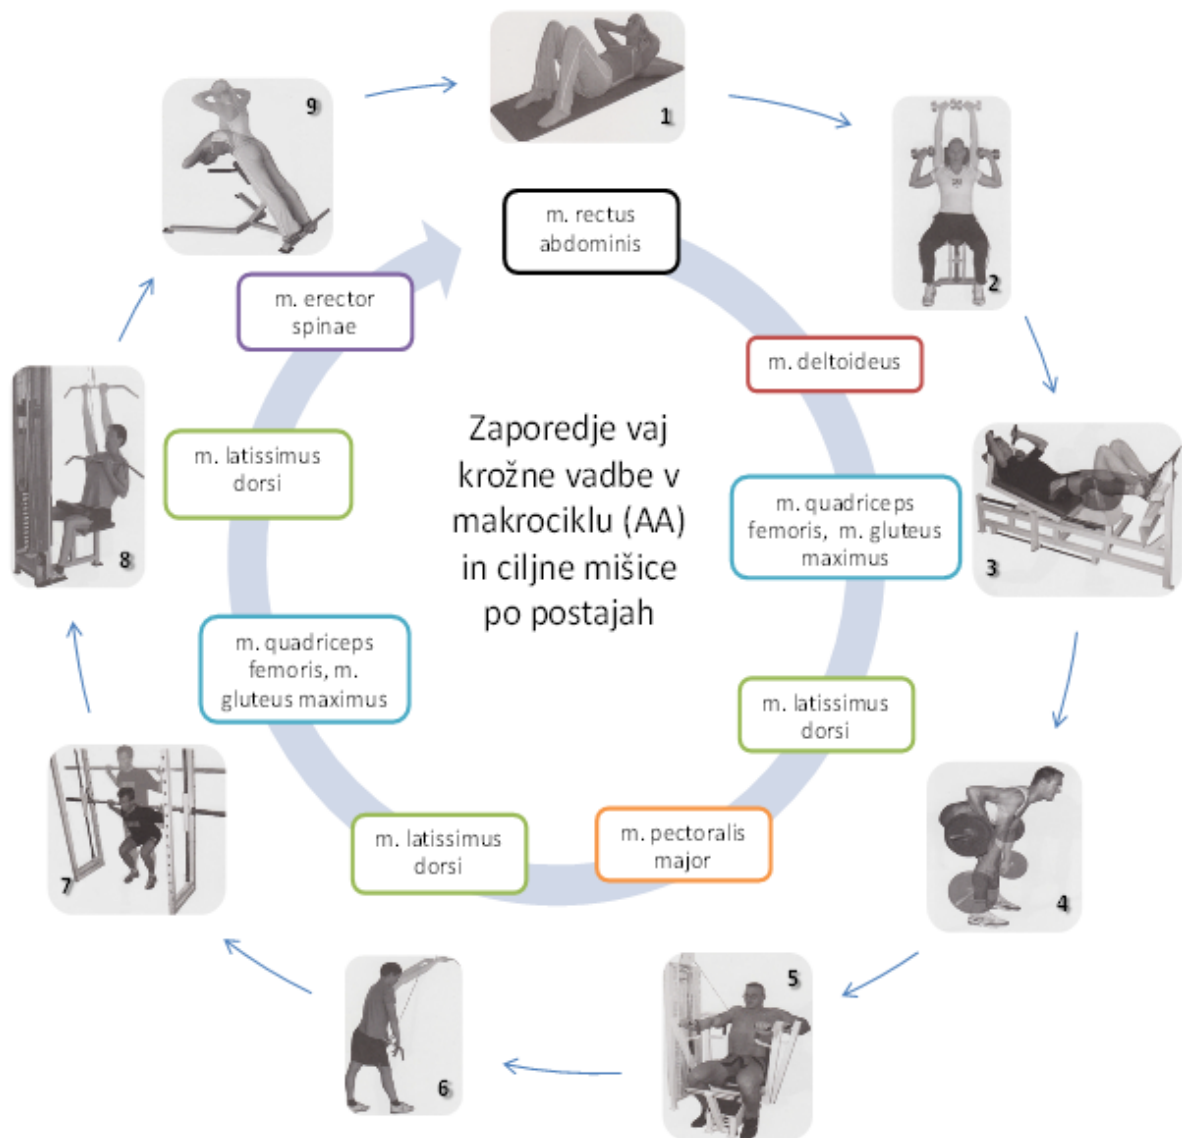 1
m. rectus
abdominis
2
m. deltoideus
3
m. quadriceps
femoris, m. gluteus
maximus
4
m. latissimus
dorsi
5
m. pectoralis
major
6
m. latissimus
dorsi
7
m. quadriceps
femoris, m.
gluteus maximus
8
m. latissimus
dorsi
9
m. erector
spinae
Zaporedje vaj
krožne vadbe v
makrociklu (AA)
in ciljne mišice
po postajah